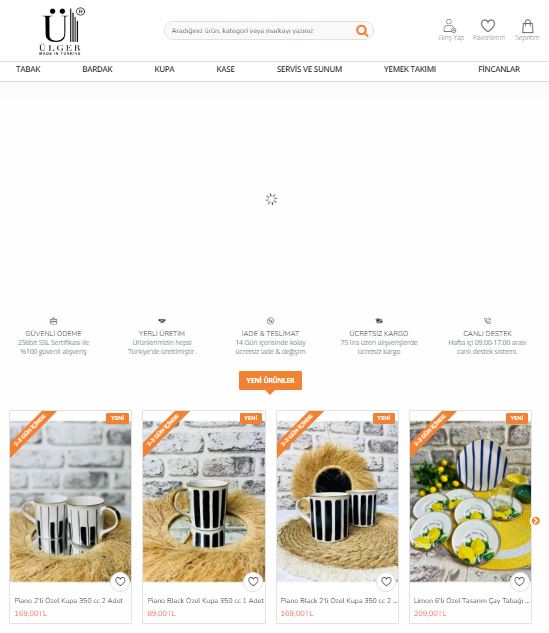 Ü®
ÜLGER
MADE IN TÜRKİYE
Aradığınız ürün, kategori veya markayı yazınız
Giriş Yap Favorilerim Sepetim
TABAK BARDAK KUPA KASE SERVİS VE SUNUM YEMEK TAKIMI FİNCANLAR
GÜVENLİ ÖDEME YERLİ ÜRETİM İADE & TESLİMAT ÜCRETSİZ KARGO CANLI DESTEK
256bit SSL Sertifikası ile Ürünlerimizin hepsi 14 Gün içerisinde kolay 75 lira üzeri alışverişlerde Hafta içi 09.00-17.00 arası
%100 güvenli alışveriş Türkiye'de üretilmiştir. ücretsiz iade & değişim ücretsiz kargo canlı destek sistemi.
YENİ ÜRÜNLER
2-3 GÜN İÇİNDE YENİ 2-3 GÜN İÇİNDE YENİ 2-3 GÜN İÇİNDE YENİ 2-3 GÜN İÇİNDE YENİ
Piano 2'li Özel Kupa 350 cc 2 Adet Piano Black Özel Kupa 350 cc 1 Adet Piano Black 2'li Özel Kupa 350 cc 2 ... Limon 6'lı Özel Tasarım Çay Tabağı ...
169,00TL 89,00TL 169,00TL 209,00TL